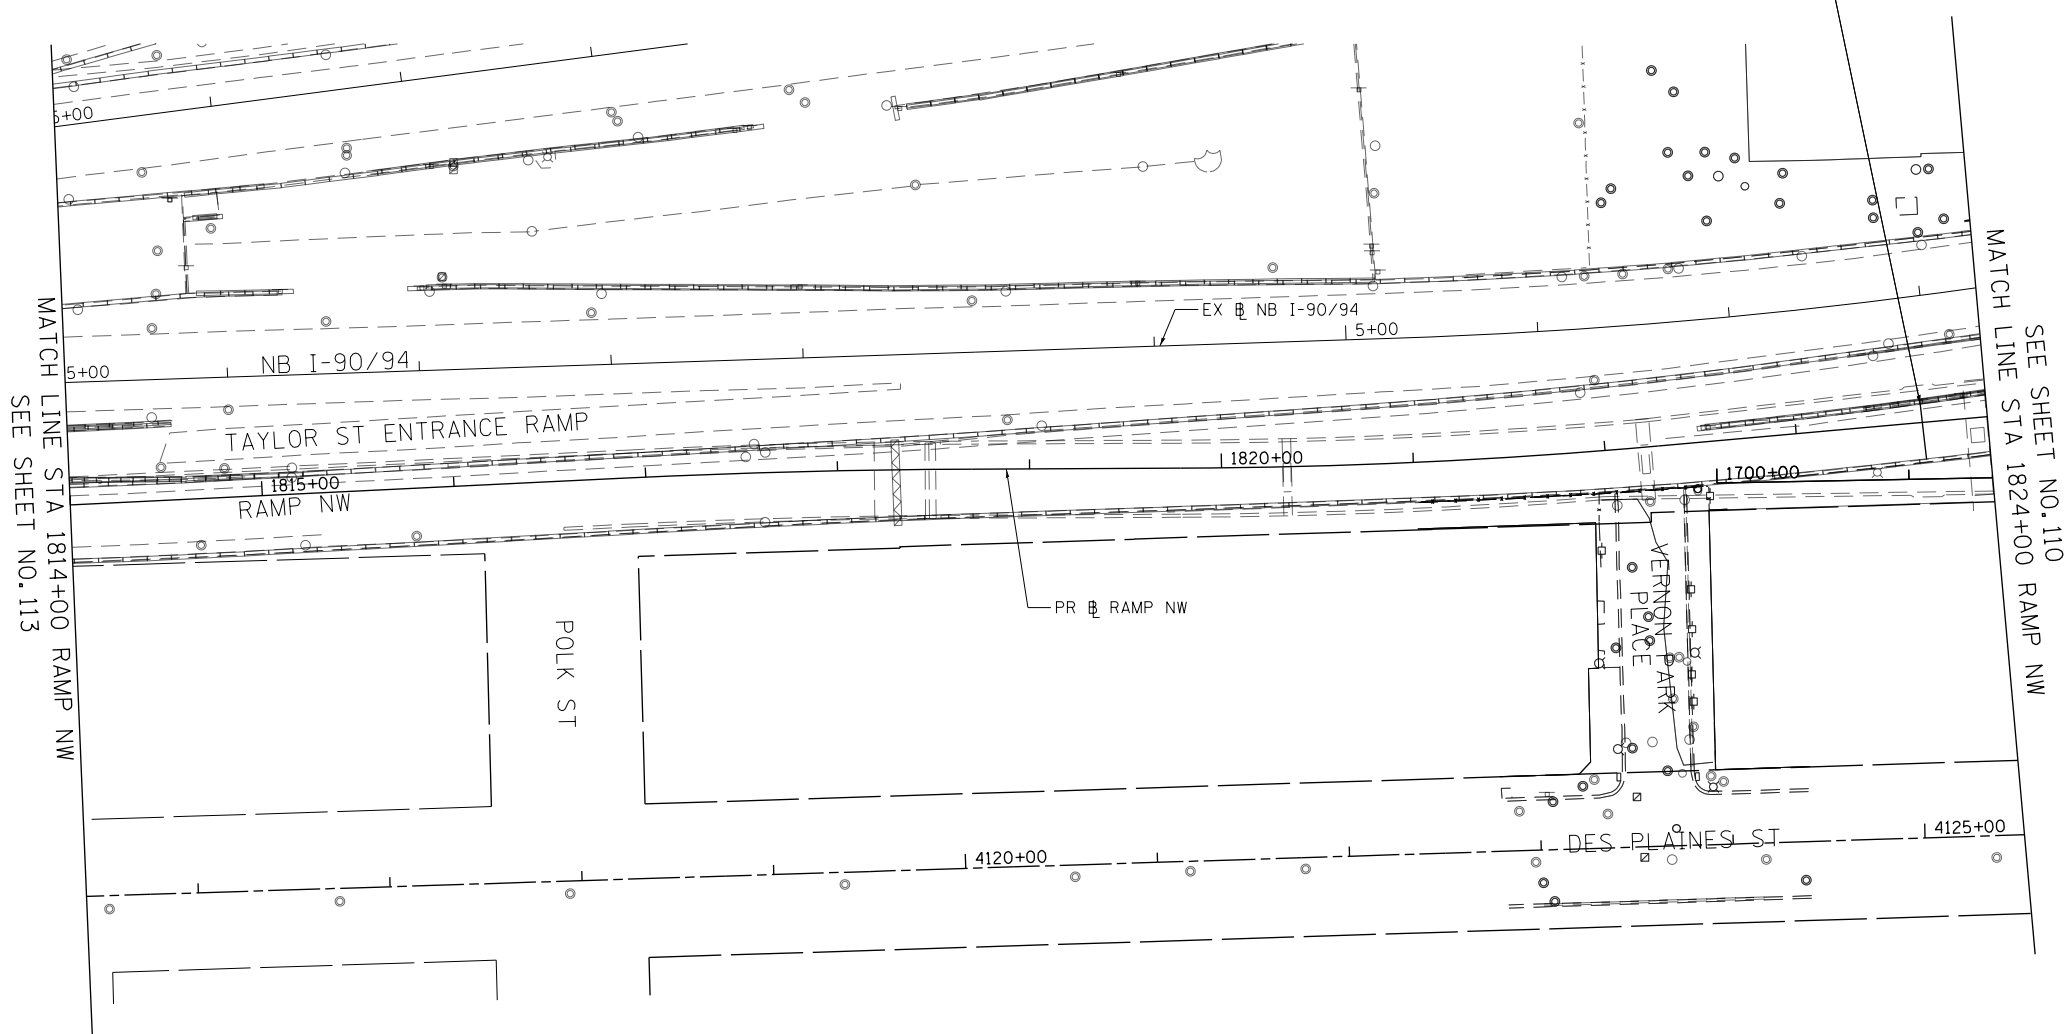 5+00
EX ℄ NB I-90/94
5+00
NB I-90/94
5+00
TAYLOR ST ENTRANCE RAMP
1820+00
1700+00
1815+00
RAMP NW
PR ℄ RAMP NW
POLK ST
VERNON PARK
PLACE
DES PLAINES ST
4125+00
4120+00
MATCH LINE STA 1814+00 RAMP NW
SEE SHEET NO.113
SEE SHEET NO.110
MATCH LINE STA 1824+00 RAMP NW